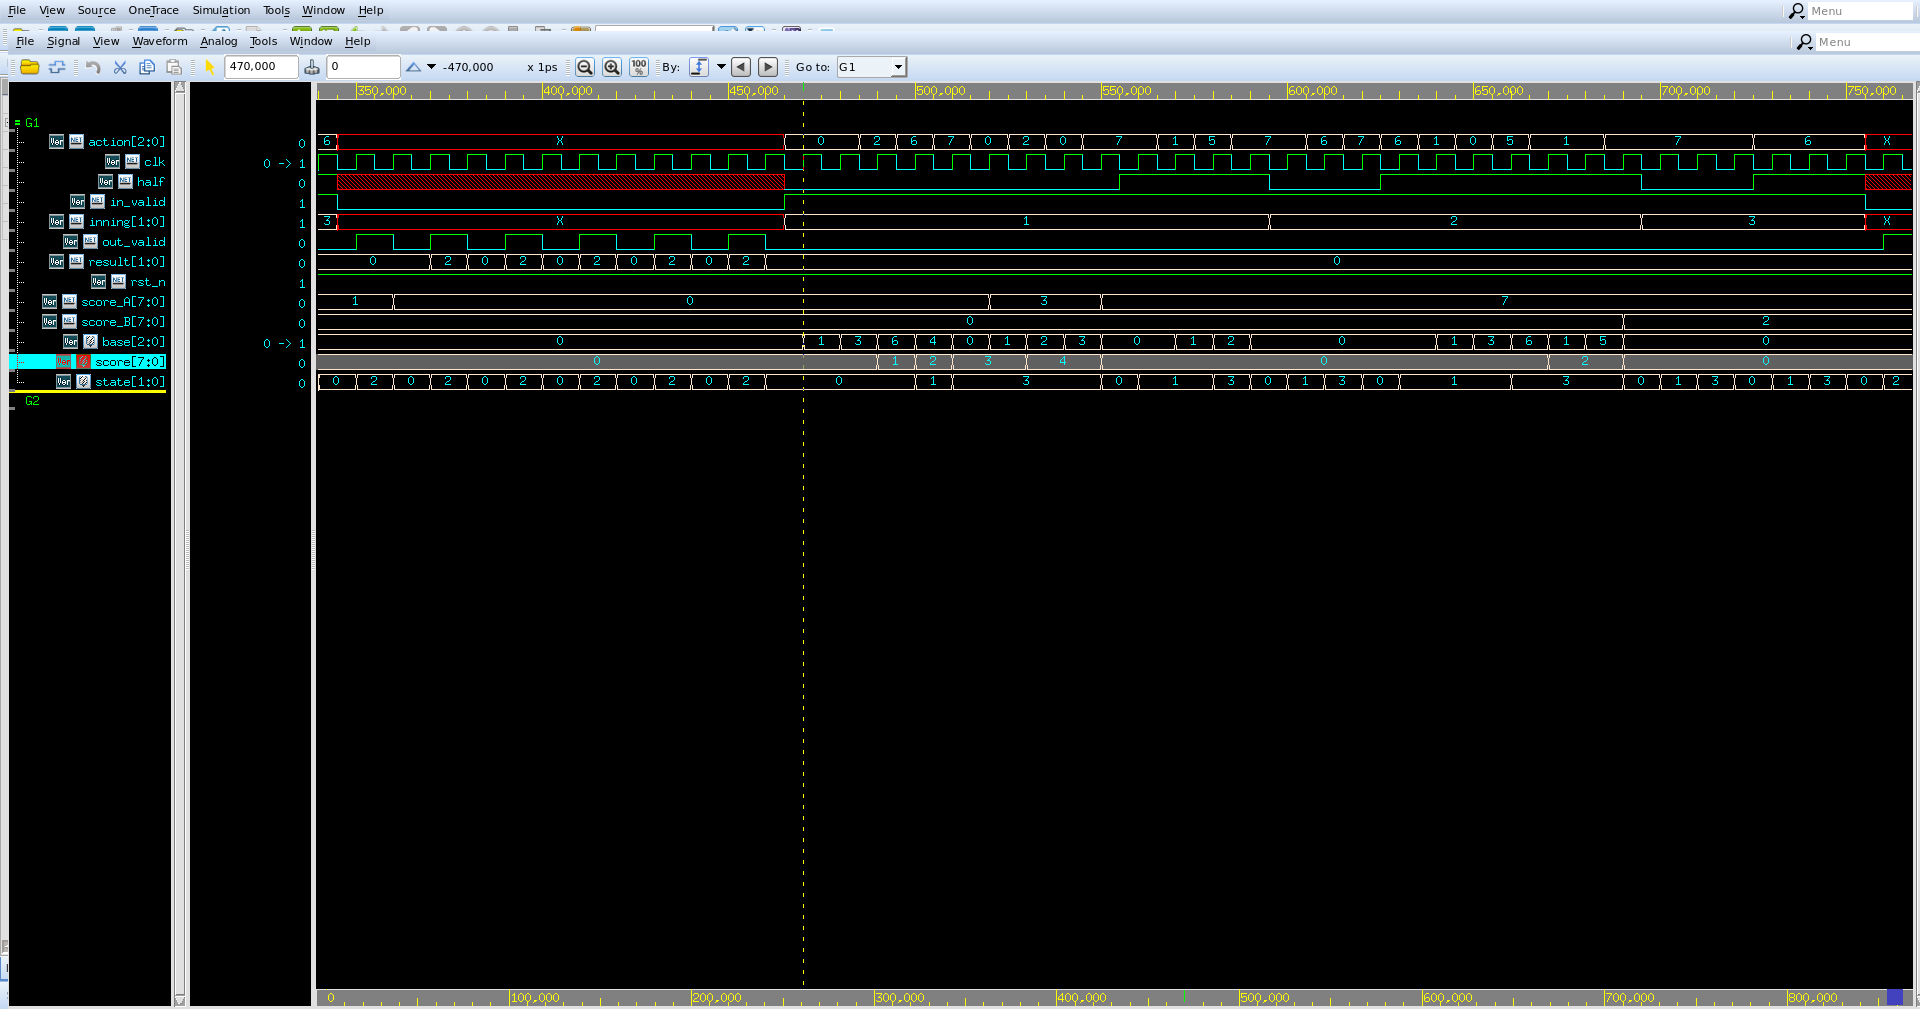 File View Source OneTrace Simulation Tools Window Help Menu
File Signal View Waveform Analog Tools Window Help Menu
470,000 0 -470,000 x 1ps 100% By: Go to: G1
350,000 400,000 450,000 500,000 550,000 600,000 650,000 700,000 750,000
G1
action[2:0] 0 6 X 0 2 6 7 0 2 0 7 1 5 7 6 7 6 1 0 5 1 7 6 X
clk 0 -> 1
half 0
in_valid 1
inning[1:0] 1 3 X 1 2 3 X
out_valid 0
result[1:0] 0 0 2 0 2 0 2 0 2 0 2 0
rst_n 1
score_A[7:0] 0 1 0 3 7
score_B[7:0] 0 0 2
base[2:0] 0 -> 1 0 1 3 6 4 0 1 2 3 0 1 2 0 1 3 6 1 5 0
score[7:0] 0 0 1 2 3 4 0 2 0
state[1:0] 0 0 2 0 2 0 2 0 2 0 2 0 2 0 1 3 0 1 3 0 1 3 0 1 3 0 1 3 0 1 3 0 2
G2
0 100,000 200,000 300,000 400,000 500,000 600,000 700,000 800,000